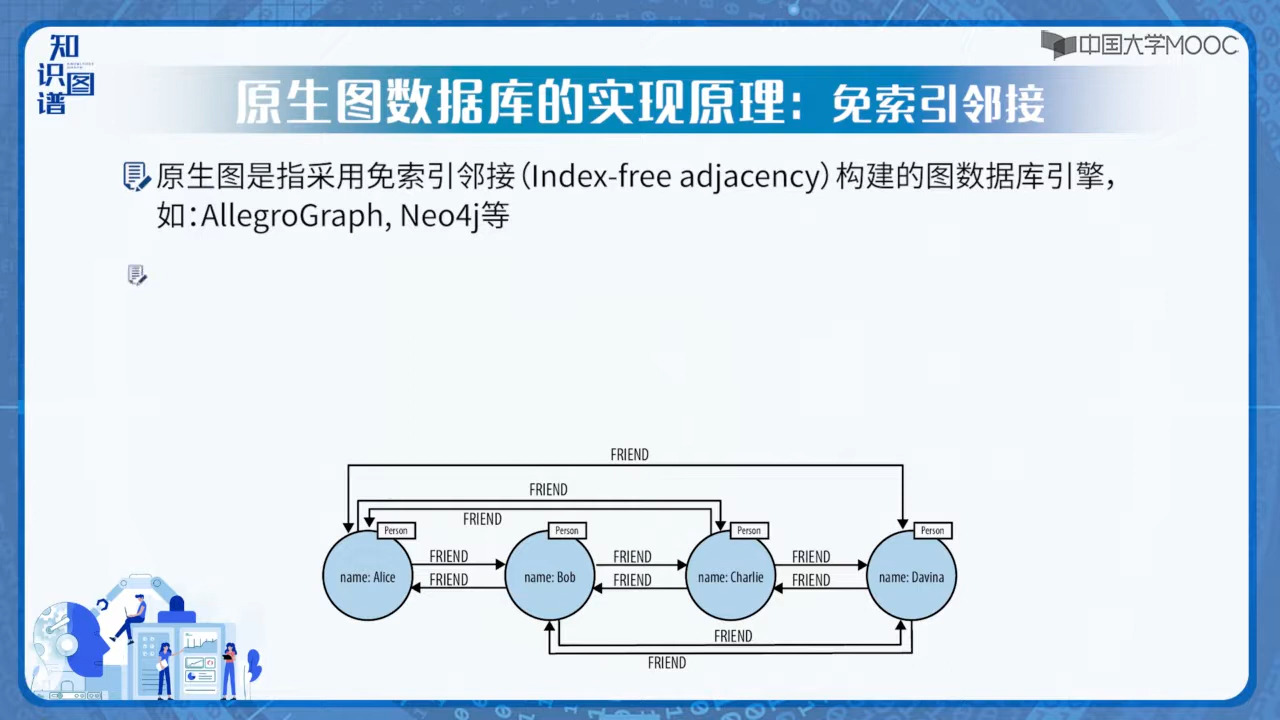 知识图谱
KNOWLEDGE GRAPH
中国大学MOOC
原生图数据库的实现原理：免索引邻接
原生图是指采用免索引邻接（Index-free adjacency）构建的图数据库引擎，
如：AllegroGraph, Neo4j等
FRIEND
FRIEND
FRIEND
Person
Person
Person
Person
FRIEND
FRIEND
FRIEND
name: Alice
name: Bob
name: Charlie
name: Davina
FRIEND
FRIEND
FRIEND
FRIEND
FRIEND